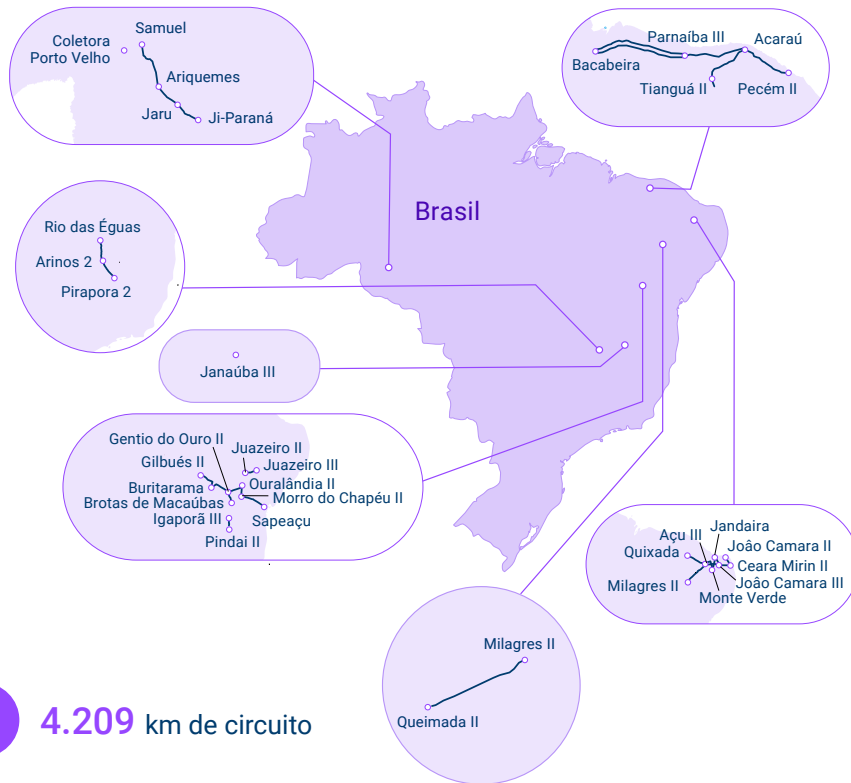 Samuel
Coletora
Porto Velho
Ariquemes
Jaru
Ji-Paraná
Parnaíba III
Acaraú
Bacabeira
Tianguá II
Pecém II
Brasil
Rio das Éguas
Arinos 2
Pirapora 2
Janaúba III
Gentio do Ouro II
Juazeiro II
Gilbués II
Juazeiro III
Buritarama
Ouralândia II
Brotas de Macaúbas
Morro do Chapéu II
Igaporã III
Sapeaçu
Pindai II
Jandaira
Açu III
João Camara II
Quixada
Ceara Mirin II
Milagres II
João Camara III
Monte Verde
Milagres II
Queimada II
4.209 km de circuito